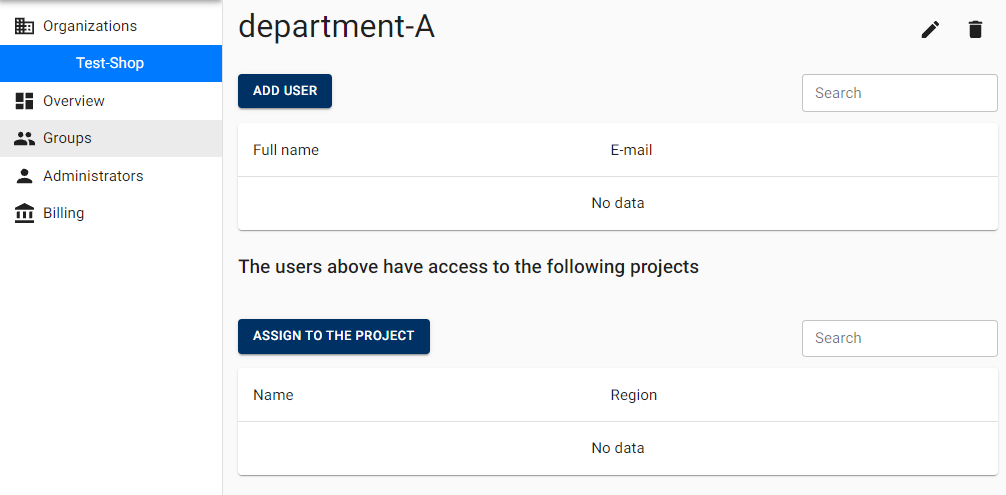 Organizations
Test-Shop
Overview
Groups
Administrators
Billing
department-A
ADD USER
Search
Full name E-mail
No data
The users above have access to the following projects
ASSIGN TO THE PROJECT
Search
Name Region
No data